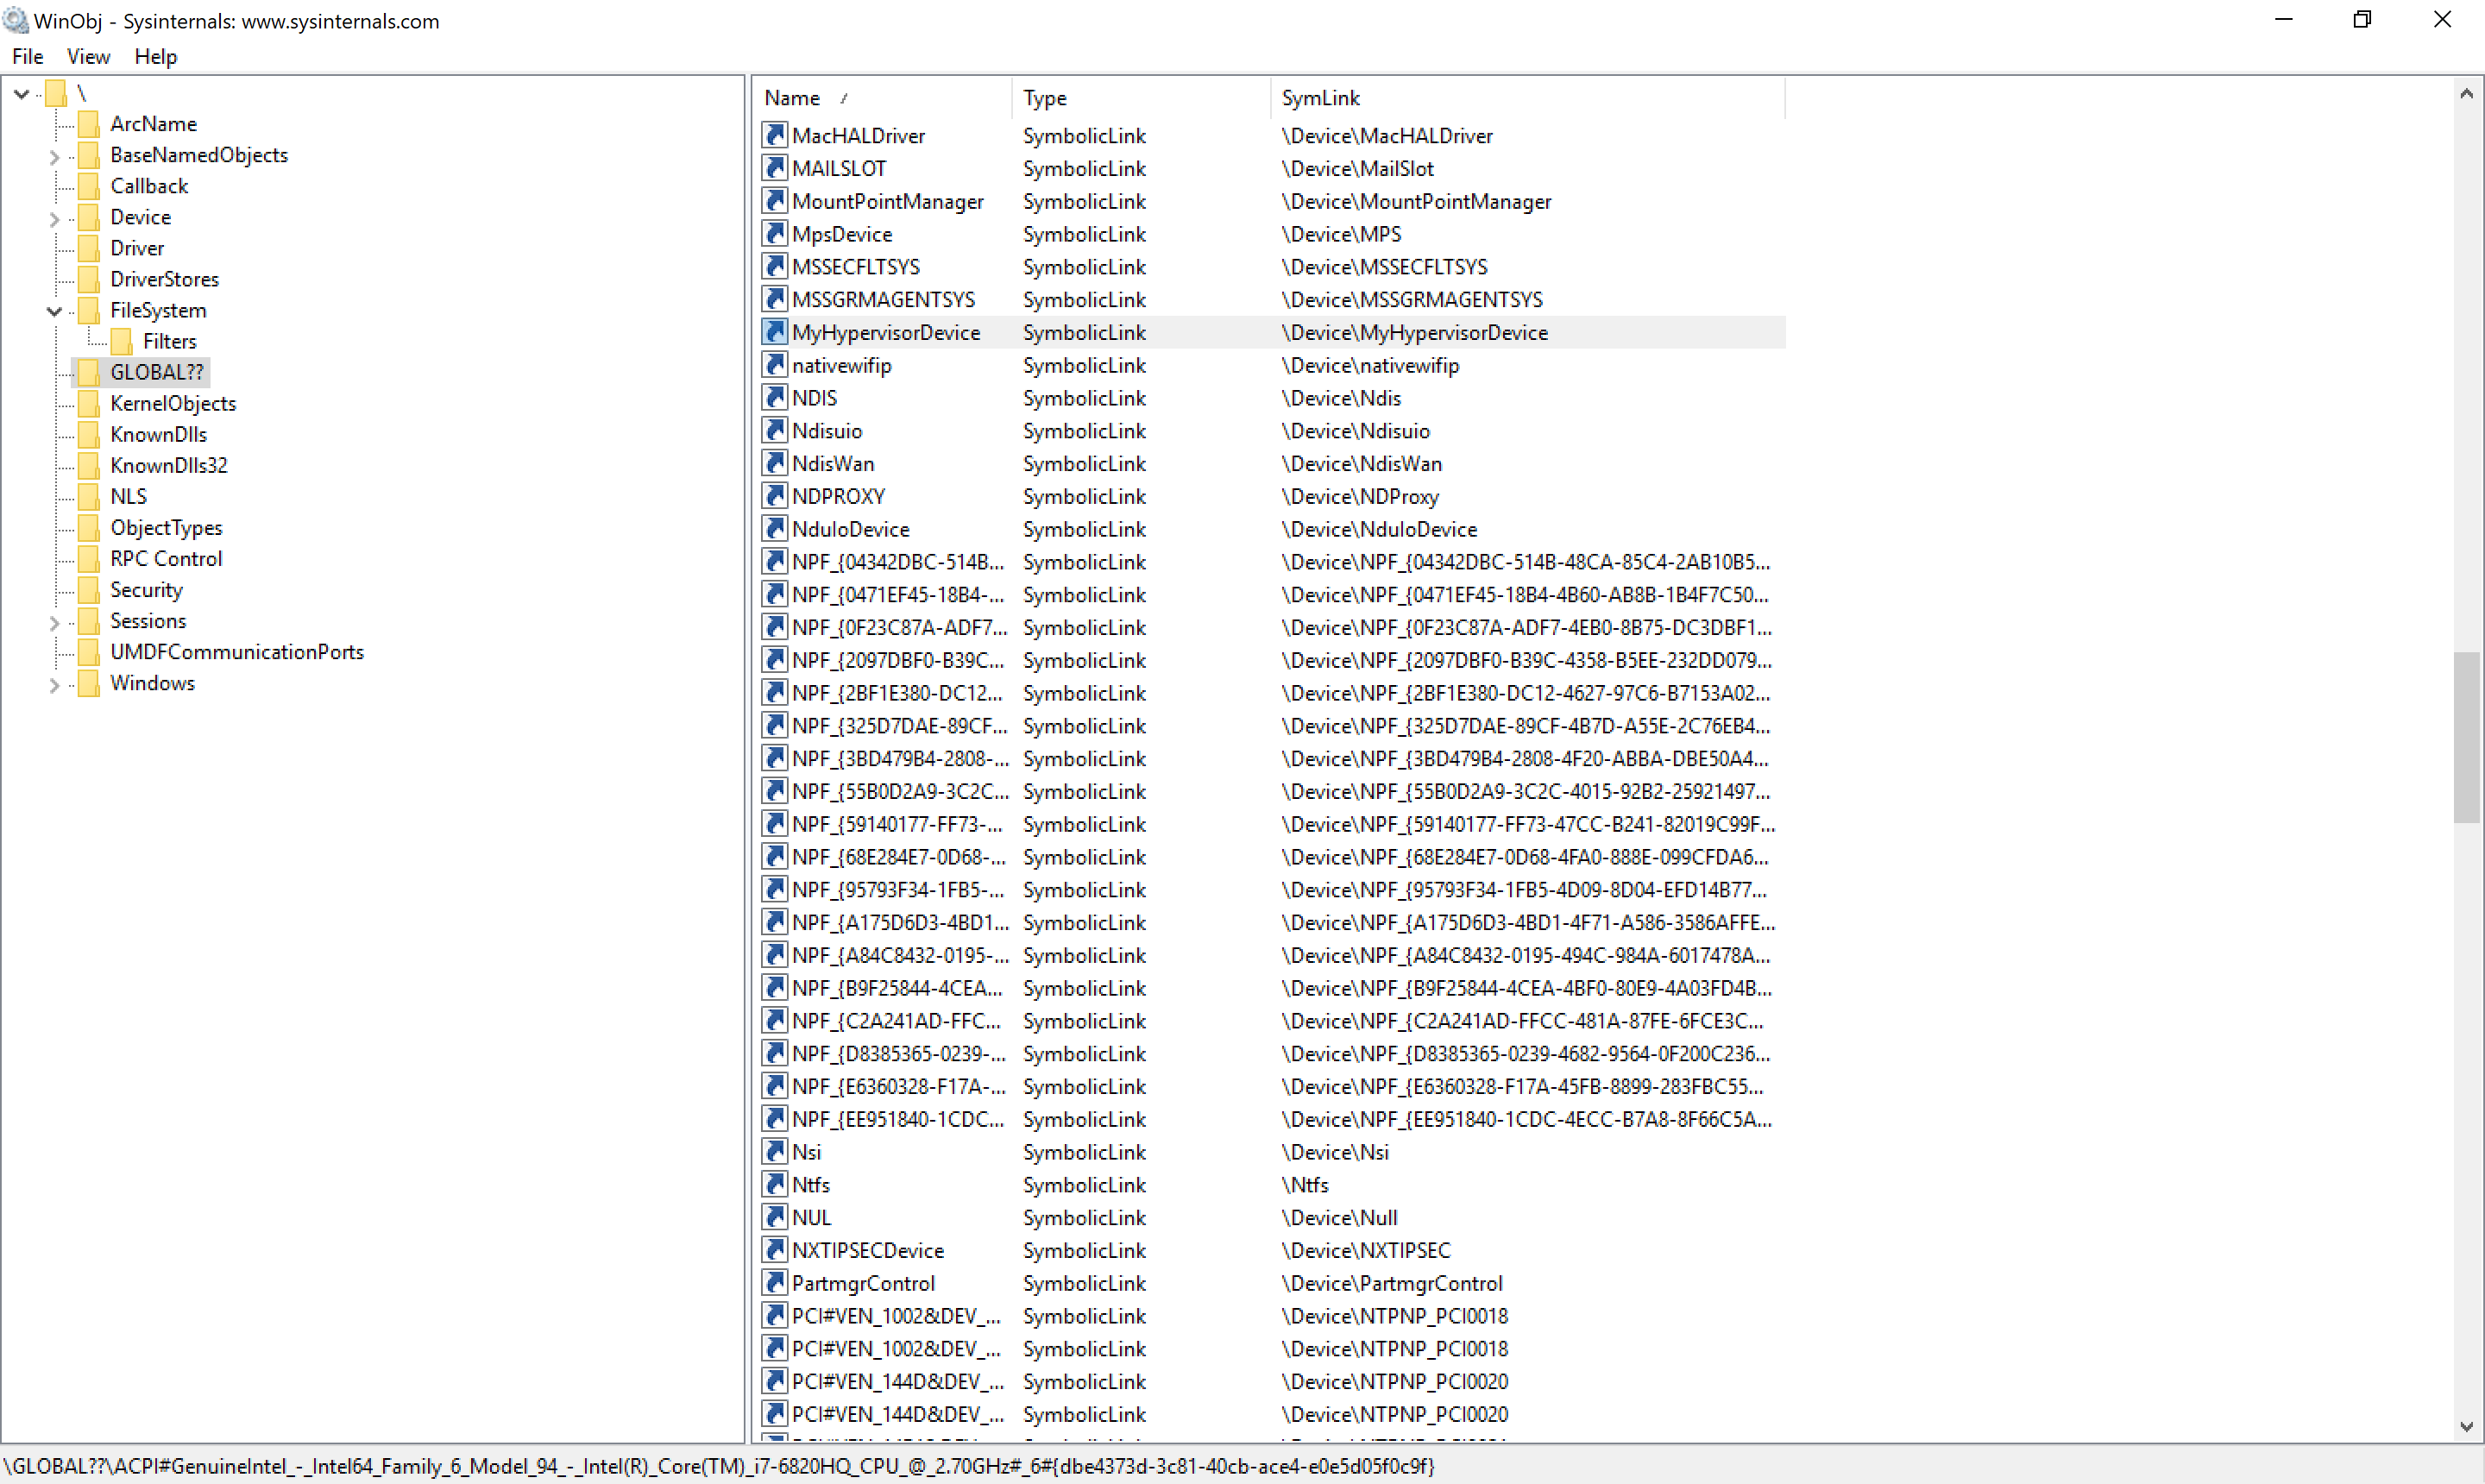 WinObj - Sysinternals: www.sysinternals.com
File View Help
\
ArcName
BaseNamedObjects
Callback
Device
Driver
DriverStores
FileSystem
Filters
GLOBAL??
KernelObjects
KnownDlls
KnownDlls32
NLS
ObjectTypes
RPC Control
Security
Sessions
UMDFCommunicationPorts
Windows
Name Type SymLink
MacHALDriver SymbolicLink \Device\MacHALDriver
MAILSLOT SymbolicLink \Device\MailSlot
MountPointManager SymbolicLink \Device\MountPointManager
MpsDevice SymbolicLink \Device\MPS
MSSECFLTSYS SymbolicLink \Device\MSSECFLTSYS
MSSGRMAGENTSYS SymbolicLink \Device\MSSGRMAGENTSYS
MyHypervisorDevice SymbolicLink \Device\MyHypervisorDevice
nativewifip SymbolicLink \Device\nativewifip
NDIS SymbolicLink \Device\Ndis
Ndisuio SymbolicLink \Device\Ndisuio
NdisWan SymbolicLink \Device\NdisWan
NDPROXY SymbolicLink \Device\NDProxy
NduIoDevice SymbolicLink \Device\NduIoDevice
NPF_{04342DBC-514B... SymbolicLink \Device\NPF_{04342DBC-514B-48CA-85C4-2AB10B5...
NPF_{0471EF45-18B4-... SymbolicLink \Device\NPF_{0471EF45-18B4-4B60-AB8B-1B4F7C50...
NPF_{0F23C87A-ADF7... SymbolicLink \Device\NPF_{0F23C87A-ADF7-4EB0-8B75-DC3DBF1...
NPF_{2097DBF0-B39C... SymbolicLink \Device\NPF_{2097DBF0-B39C-4358-B5EE-232DD079...
NPF_{2BF1E380-DC12... SymbolicLink \Device\NPF_{2BF1E380-DC12-4627-97C6-B7153A02...
NPF_{325D7DAE-89CF... SymbolicLink \Device\NPF_{325D7DAE-89CF-4B7D-A55E-2C76EB4...
NPF_{3BD479B4-2808-... SymbolicLink \Device\NPF_{3BD479B4-2808-4F20-ABBA-DBE50A4...
NPF_{55B0D2A9-3C2C... SymbolicLink \Device\NPF_{55B0D2A9-3C2C-4015-92B2-25921497...
NPF_{59140177-FF73-... SymbolicLink \Device\NPF_{59140177-FF73-47CC-B241-82019C99F...
NPF_{68E284E7-0D68-... SymbolicLink \Device\NPF_{68E284E7-0D68-4FA0-888E-099CFDA6...
NPF_{95793F34-1FB5-... SymbolicLink \Device\NPF_{95793F34-1FB5-4D09-8D04-EFD14B77...
NPF_{A175D6D3-4BD1... SymbolicLink \Device\NPF_{A175D6D3-4BD1-4F71-A586-3586AFFE...
NPF_{A84C8432-0195-... SymbolicLink \Device\NPF_{A84C8432-0195-494C-984A-6017478A...
NPF_{B9F25844-4CEA... SymbolicLink \Device\NPF_{B9F25844-4CEA-4BF0-80E9-4A03FD4B...
NPF_{C2A241AD-FFC... SymbolicLink \Device\NPF_{C2A241AD-FFCC-481A-87FE-6FCE3C...
NPF_{D8385365-0239-... SymbolicLink \Device\NPF_{D8385365-0239-4682-9564-0F200C236...
NPF_{E6360328-F17A-... SymbolicLink \Device\NPF_{E6360328-F17A-45FB-8899-283FBC55...
NPF_{EE951840-1CDC... SymbolicLink \Device\NPF_{EE951840-1CDC-4ECC-B7A8-8F66C5A...
Nsi SymbolicLink \Device\Nsi
Ntfs SymbolicLink \Ntfs
NUL SymbolicLink \Device\Null
NXTIPSECDevice SymbolicLink \Device\NXTIPSEC
PartmgrControl SymbolicLink \Device\PartmgrControl
PCI#VEN_1002&DEV_... SymbolicLink \Device\NTPNP_PCI0018
PCI#VEN_1002&DEV_... SymbolicLink \Device\NTPNP_PCI0018
PCI#VEN_144D&DEV_... SymbolicLink \Device\NTPNP_PCI0020
PCI#VEN_144D&DEV_... SymbolicLink \Device\NTPNP_PCI0020
\GLOBAL??\ACPI#GenuineIntel_-_Intel64_Family_6_Model_94_-_Intel(R)_Core(TM)_i7-6820HQ_CPU_@_2.70GHz#_6#{dbe4373d-3c81-40cb-ace4-e0e5d05f0c9f}